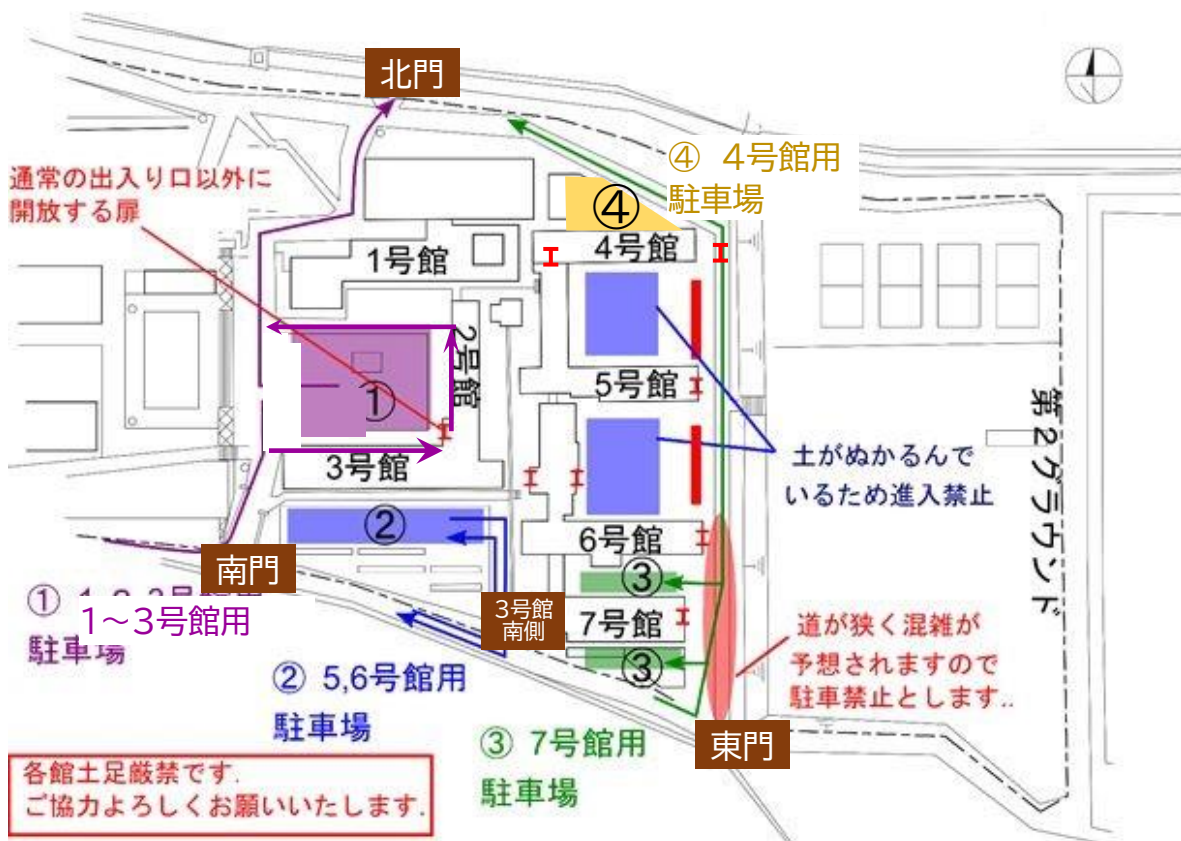 北門
④ 4号館用
駐車場
通常の出入り口以外に
開放する扉
④
4号館
1号館
2号館
①
5号館
3号館
第2グラウンド
土がぬかるんで
いるため進入禁止
②
6号館
南門
③
① 
1～3号館用
駐車場
3号館
南側
7号館
③
道が狭く混雑が
予想されますので
駐車禁止とします..
② 5,6号館用
駐車場
③ 7号館用
駐車場
東門
各館土足厳禁です.
ご協力よろしくお願いいたします.